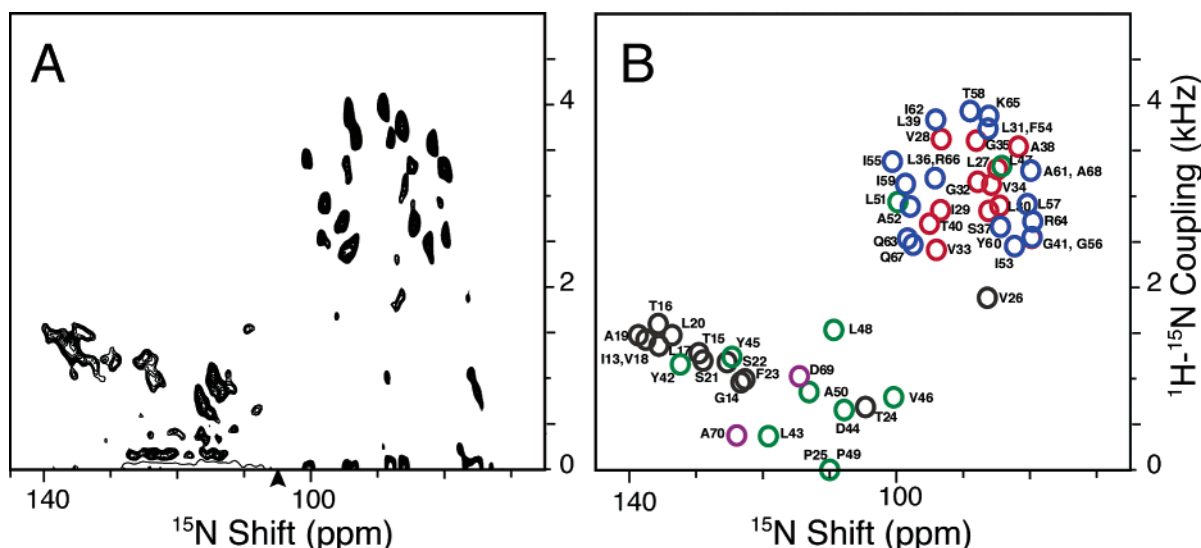 A
140
100
¹⁵N Shift (ppm)
B
T58
I62
K65
L39
L31,F54
V28
G35
A38
I55
L36,R66
L27
L47
A61, A68
I59
G32
V34
L51
I29
L30
L57
A52
T40
S37
R64
Q63
V33
Y60
G41, G56
Q67
I53
V26
T16
A19
L20
L48
I13,V18
L17
T15
Y45
Y42
S21
S22
F23
D69
G14
A50
V46
T24
D44
A70
L43
P25
P49
4
2
0
¹H-¹⁵N Coupling (kHz)
140
100
¹⁵N Shift (ppm)
4
2
0